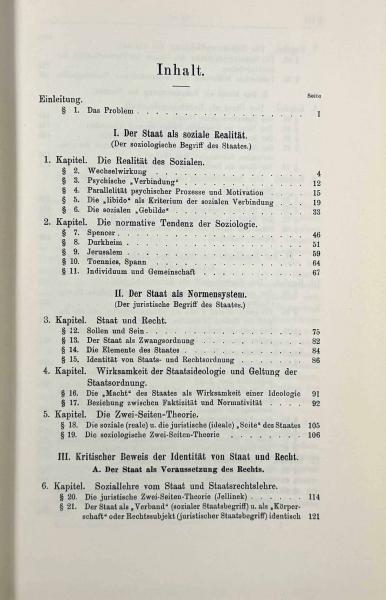 Inhalt.
Seite
Einleitung.
§ 1. Das Problem . . . . . . . . . . . . . . . . . . . . 1
I. Der Staat als soziale Realität.
(Der soziologische Begriff des Staates.)
1. Kapitel. Die Realität des Sozialen.
§ 2. Wechselwirkung . . . . . . . . . . . . . . . . . . 4
§ 3. Psychische „Verbindung“ . . . . . . . . . . . . . . 12
§ 4. Parallelität psychischer Prozesse und Motivation . . . . . 15
§ 5. Die „libido“ als Kriterium der sozialen Verbindung . . . . 19
§ 6. Die sozialen „Gebilde“ . . . . . . . . . . . . . . . 33
2. Kapitel. Die normative Tendenz der Soziologie.
§ 7. Spencer . . . . . . . . . . . . . . . . . . . . . 46
§ 8. Durkheim . . . . . . . . . . . . . . . . . . . . 51
§ 9. Jerusalem . . . . . . . . . . . . . . . . . . . . 59
§ 10. Toennies, Spann . . . . . . . . . . . . . . . . . 64
§ 11. Individuum und Gemeinschaft . . . . . . . . . . . . 67
II. Der Staat als Normensystem.
(Der juristische Begriff des Staates.)
3. Kapitel. Staat und Recht.
§ 12. Sollen und Sein . . . . . . . . . . . . . . . . . . 75
§ 13. Der Staat als Zwangsordnung . . . . . . . . . . . . 82
§ 14. Die Elemente des Staates . . . . . . . . . . . . . . 84
§ 15. Identität von Staats- und Rechtsordnung . . . . . . . . 86
4. Kapitel. Wirksamkeit der Staatsideologie und Geltung der
Staatsordnung.
§ 16. Die „Macht“ des Staates als Wirksamkeit einer Ideologie 91
§ 17. Beziehung zwischen Faktizität und Normativität . . . . . 92
5. Kapitel. Die Zwei-Seiten-Theorie.
§ 18. Die soziale (reale) u. die juristische (ideale) „Seite“ des Staates 105
§ 19. Die soziologische Zwei-Seiten-Theorie . . . . . . . . . 106
III. Kritischer Beweis der Identität von Staat und Recht.
A. Der Staat als Voraussetzung des Rechts.
6. Kapitel. Soziallehre vom Staat und Staatsrechtslehre.
§ 20. Die juristische Zwei-Seiten-Theorie (Jellinek) . . . . . . 114
§ 21. Der Staat als „Verband“ (sozialer Staatsbegriff) u. als „Körper-
schaft“ oder Rechtssubjekt (juristischer Staatsbegriff) identisch 121